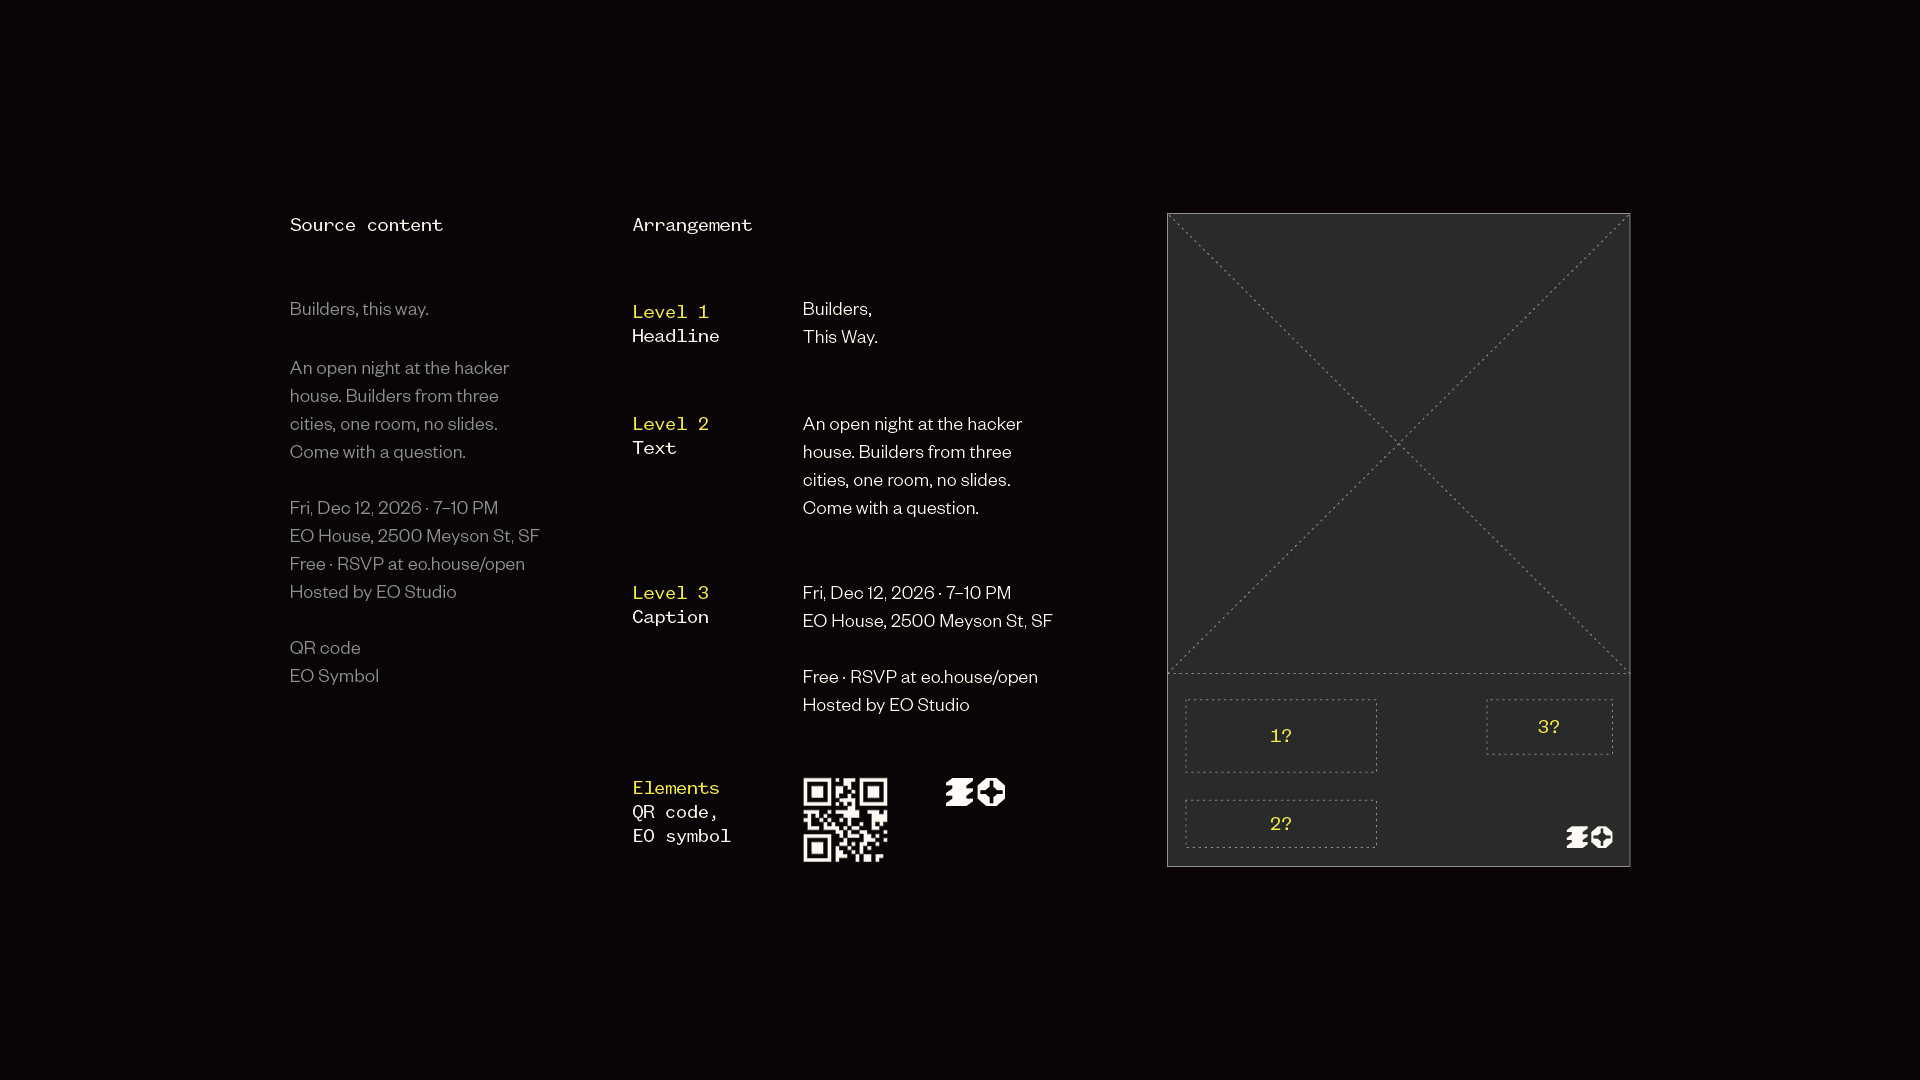 Source content
Builders, this way.
An open night at the hacker
house. Builders from three
cities, one room, no slides.
Come with a question.
Fri, Dec 12, 2026 · 7–10 PM
EO House, 2500 Meyson St, SF
Free · RSVP at eo.house/open
Hosted by EO Studio
QR code
EO Symbol
Arrangement
Level 1
Headline
Builders,
This Way.
Level 2
Text
An open night at the hacker
house. Builders from three
cities, one room, no slides.
Come with a question.
Level 3
Caption
Fri, Dec 12, 2026 · 7–10 PM
EO House, 2500 Meyson St, SF
Free · RSVP at eo.house/open
Hosted by EO Studio
Elements
QR code,
EO symbol
EO
1?
3?
2?
EO